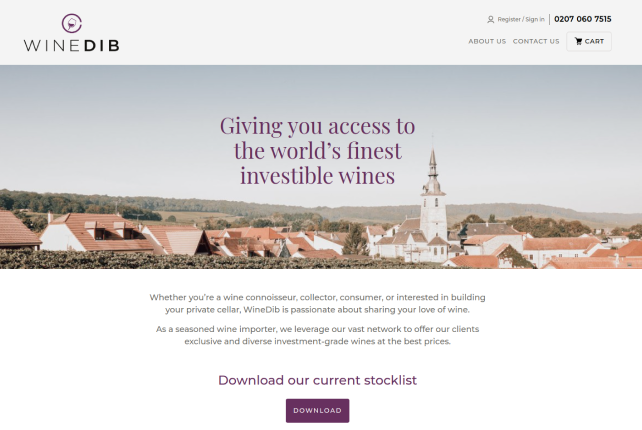 Register / Sign in
0207 060 7515
WINEDIB
ABOUT US CONTACT US CART
Giving you access to
the world's finest
investible wines
Whether you're a wine connoisseur, collector, consumer, or interested in building
your private cellar, WineDib is passionate about sharing your love of wine.
As a seasoned wine importer, we leverage our vast network to offer our clients
exclusive and diverse investment-grade wines at the best prices.
Download our current stocklist
DOWNLOAD